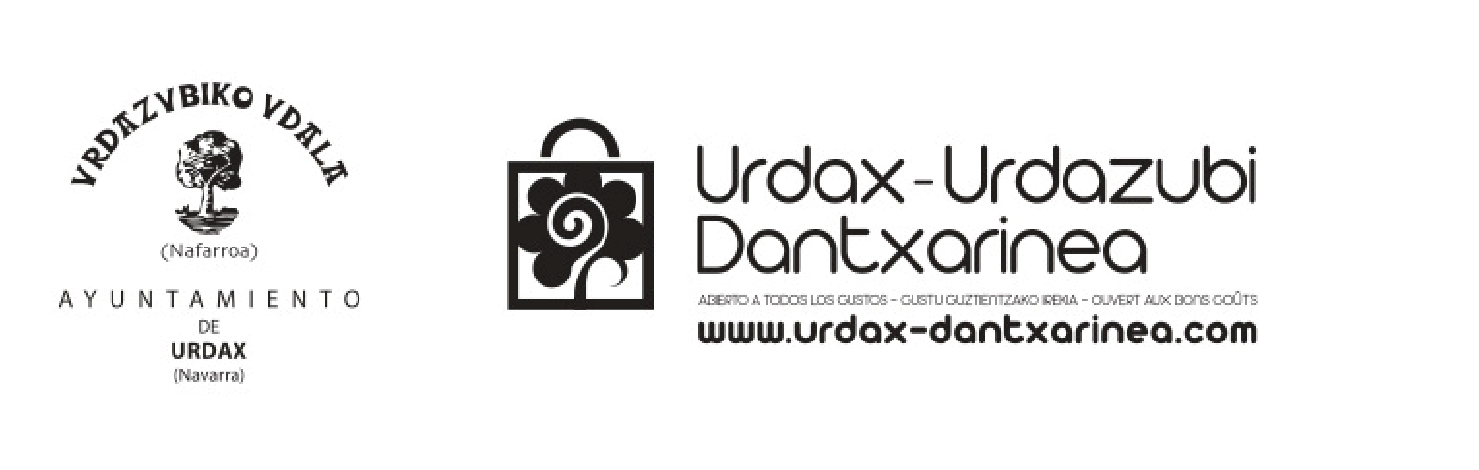 VRDAZVBIKO VDALA
(Nafarroa)
AYUNTAMIENTO
DE
URDAX
(Navarra)
Urdax-Urdazubi
Dantxarinea
ABIERTO A TODOS LOS GUSTOS - GUSTU GUZTIENTZAKO IREKIA - OUVERT AUX BONS GOÛTS
www.urdax-dantxarinea.com